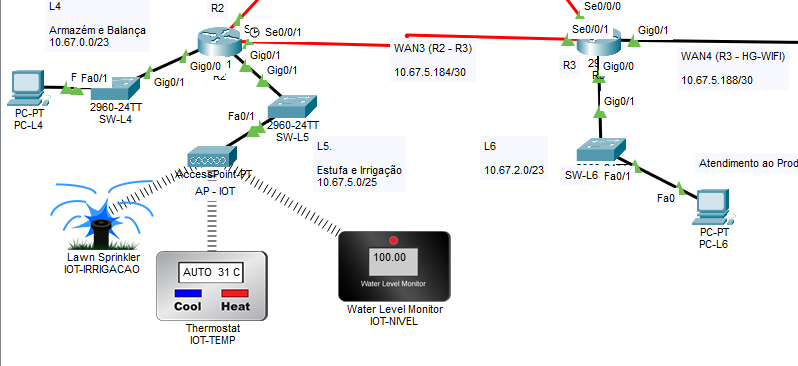 L4
Armazém e Balança
10.67.0.0/23
R2
Se0/0/1
Gig0/0
R2
Gig0/1
Gig0/1
F Fa0/1
Gig0/1
PC-PT
PC-L4
2960-24TT
SW-L4
Fa0/1
2960-24TT
SW-L5
AccessPoint-PT
AP - IOT
L5.
Estufa e Irrigação
10.67.5.0/25
Lawn Sprinkler
IOT-IRRIGACAO
AUTO 31 C
Cool Heat
Thermostat
IOT-TEMP
100.00
Water Level Monitor
Water Level Monitor
IOT-NIVEL
WAN3 (R2 - R3)
10.67.5.184/30
Se0/0/0
Se0/0/1
Gig0/1
R3
Gig0/0
Gig0/1
WAN4 (R3 - HG-WIFI)
10.67.5.188/30
L6
10.67.2.0/23
SW-L6
Fa0/1
Atendimento ao Prod
Fa0
PC-PT
PC-L6